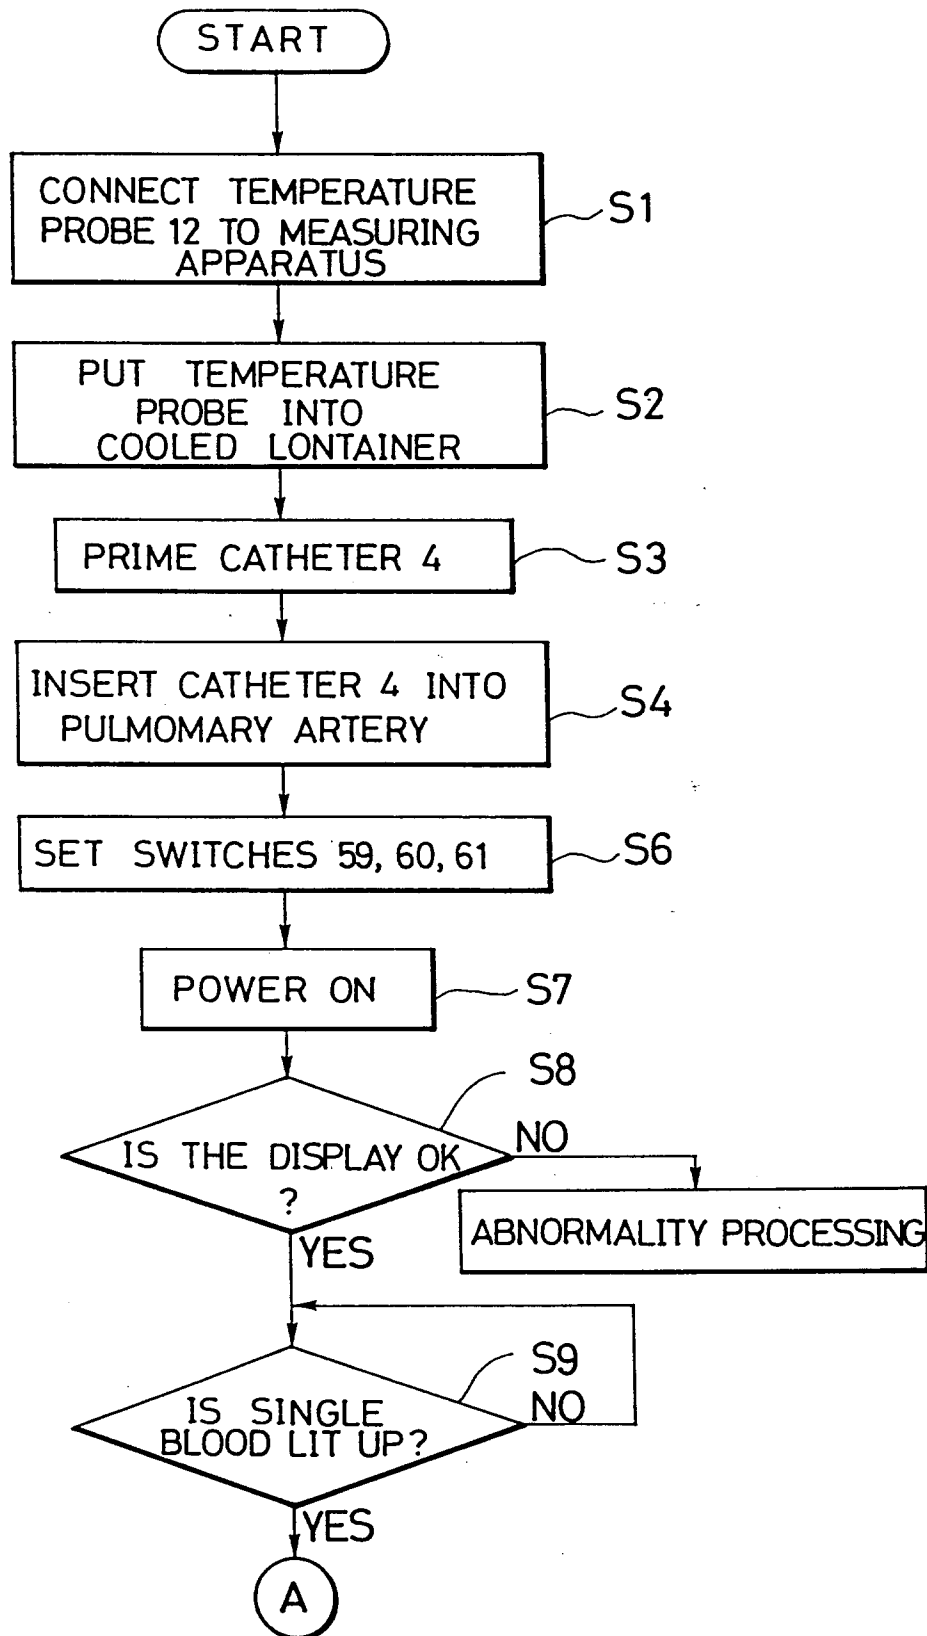 START
CONNECT TEMPERATURE
PROBE 12 TO MEASURING
APPARATUS
S1
PUT TEMPERATURE
PROBE INTO
COOLED LONTAINER
S2
PRIME CATHETER 4
S3
INSERT CATHETER 4 INTO
PULMOMARY ARTERY
S4
SET SWITCHES 59, 60, 61
S6
POWER ON
S7
S8
IS THE DISPLAY OK
?
NO
ABNORMALITY PROCESSING
YES
S9
IS SINGLE
BLOOD LIT UP?
NO
YES
A